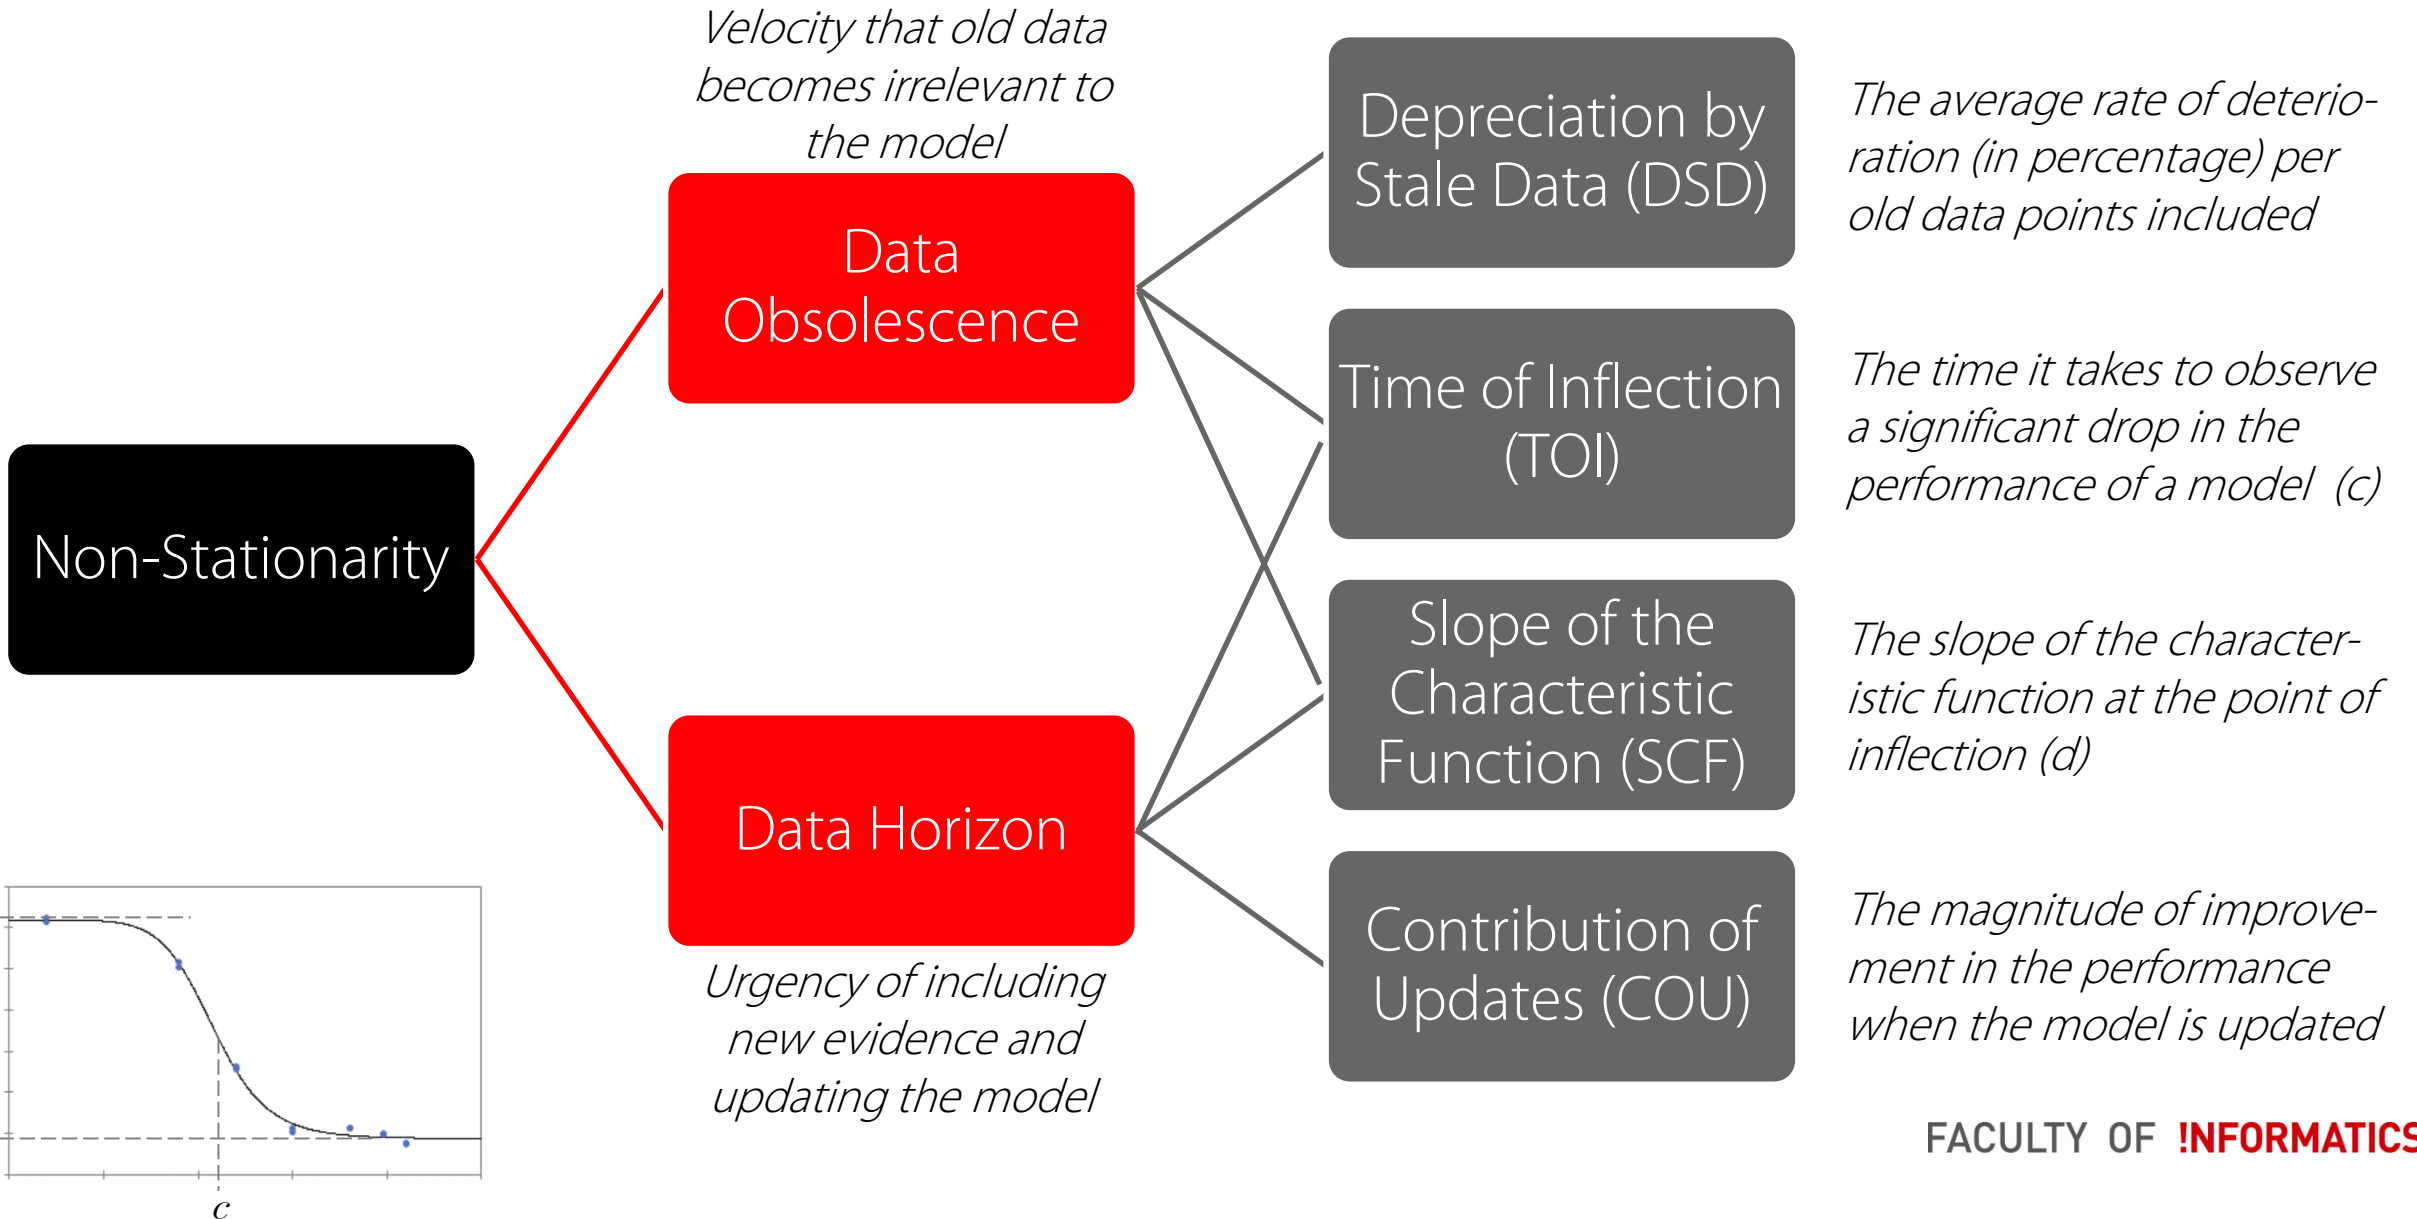 Velocity that old data
becomes irrelevant to
the model
Data
Obsolescence
Non-Stationarity
Data Horizon
Urgency of including
new evidence and
updating the model
Depreciation by
Stale Data (DSD)
The average rate of deterio-
ration (in percentage) per
old data points included
Time of Inflection
(TOI)
The time it takes to observe
a significant drop in the
performance of a model (c)
Slope of the
Characteristic
Function (SCF)
The slope of the character-
istic function at the point of
inflection (d)
Contribution of
Updates (COU)
The magnitude of improve-
ment in the performance
when the model is updated
c
FACULTY OF !NFORMATICS